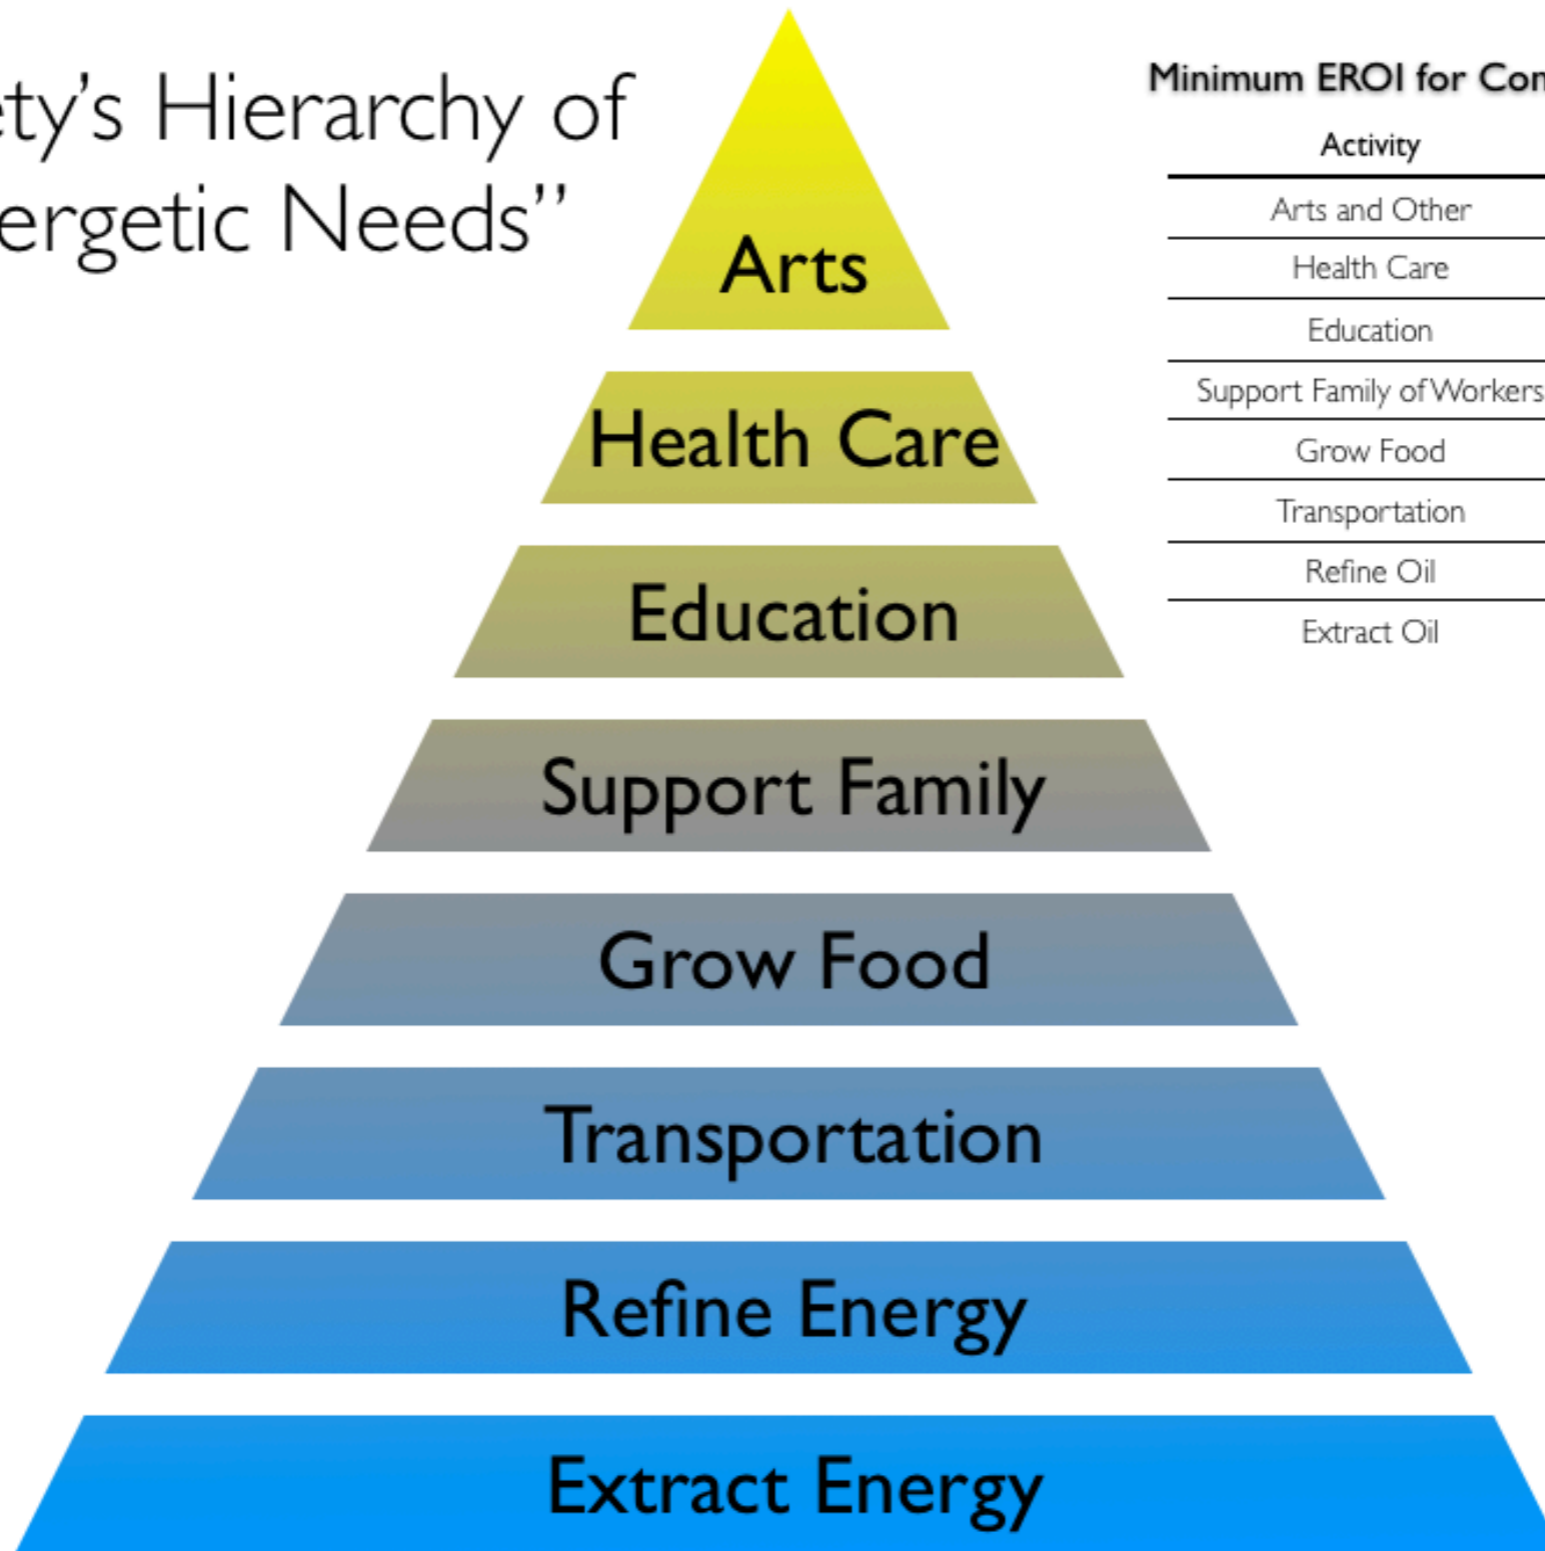 ety's Hierarchy of
ergetic Needs”
Minimum EROI for Con
Activity
Arts and Other
Health Care
Education
Support Family of Workers
Grow Food
Transportation
Refine Oil
Extract Oil
Arts
Health Care
Education
Support Family
Grow Food
Transportation
Refine Energy
Extract Energy